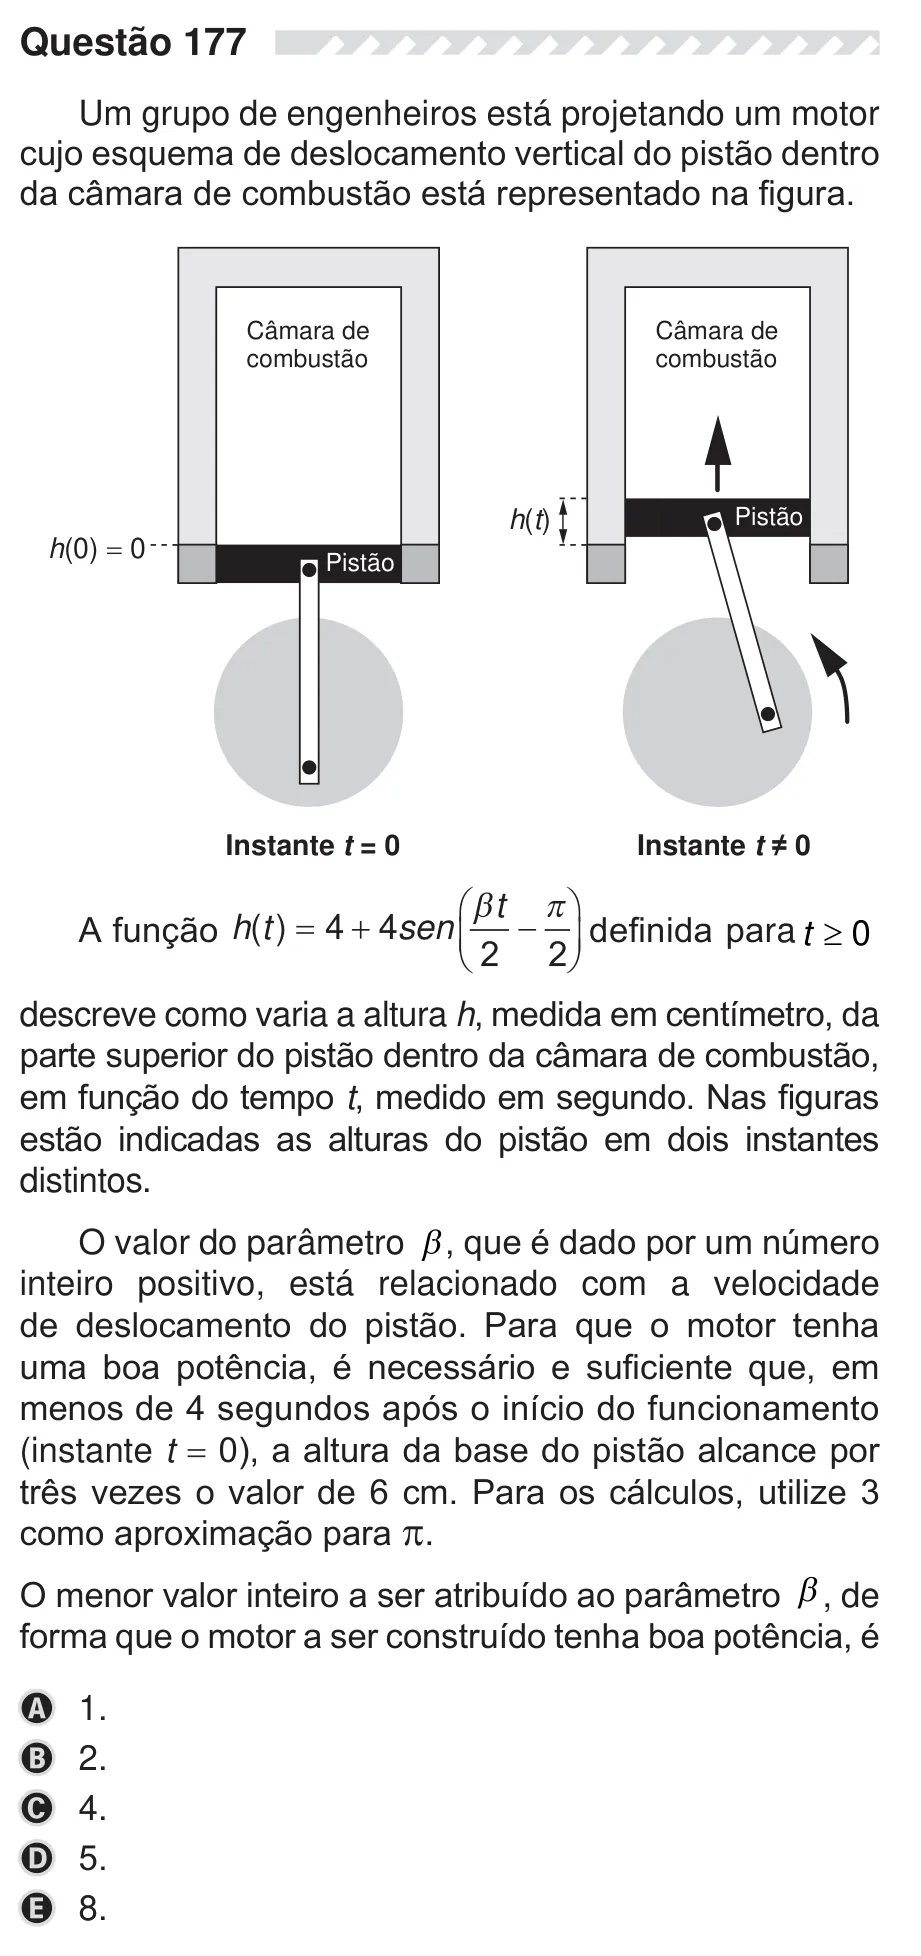 Questão 177
Um grupo de engenheiros está projetando um motor
cujo esquema de deslocamento vertical do pistão dentro
da câmara de combustão está representado na figura.
Câmara de
combustão
h(0) = 0
Pistão
Instante t = 0
Câmara de
combustão
h(t)
Pistão
Instante t ≠ 0
A função h(t) = 4 + 4sen(βt/2 − π/2) definida para t ≥ 0
descreve como varia a altura h, medida em centímetro, da
parte superior do pistão dentro da câmara de combustão,
em função do tempo t, medido em segundo. Nas figuras
estão indicadas as alturas do pistão em dois instantes
distintos.
O valor do parâmetro β, que é dado por um número
inteiro positivo, está relacionado com a velocidade
de deslocamento do pistão. Para que o motor tenha
uma boa potência, é necessário e suficiente que, em
menos de 4 segundos após o início do funcionamento
(instante t = 0), a altura da base do pistão alcance por
três vezes o valor de 6 cm. Para os cálculos, utilize 3
como aproximação para π.
O menor valor inteiro a ser atribuído ao parâmetro β, de
forma que o motor a ser construído tenha boa potência, é
A 1.
B 2.
C 4.
D 5.
E 8.